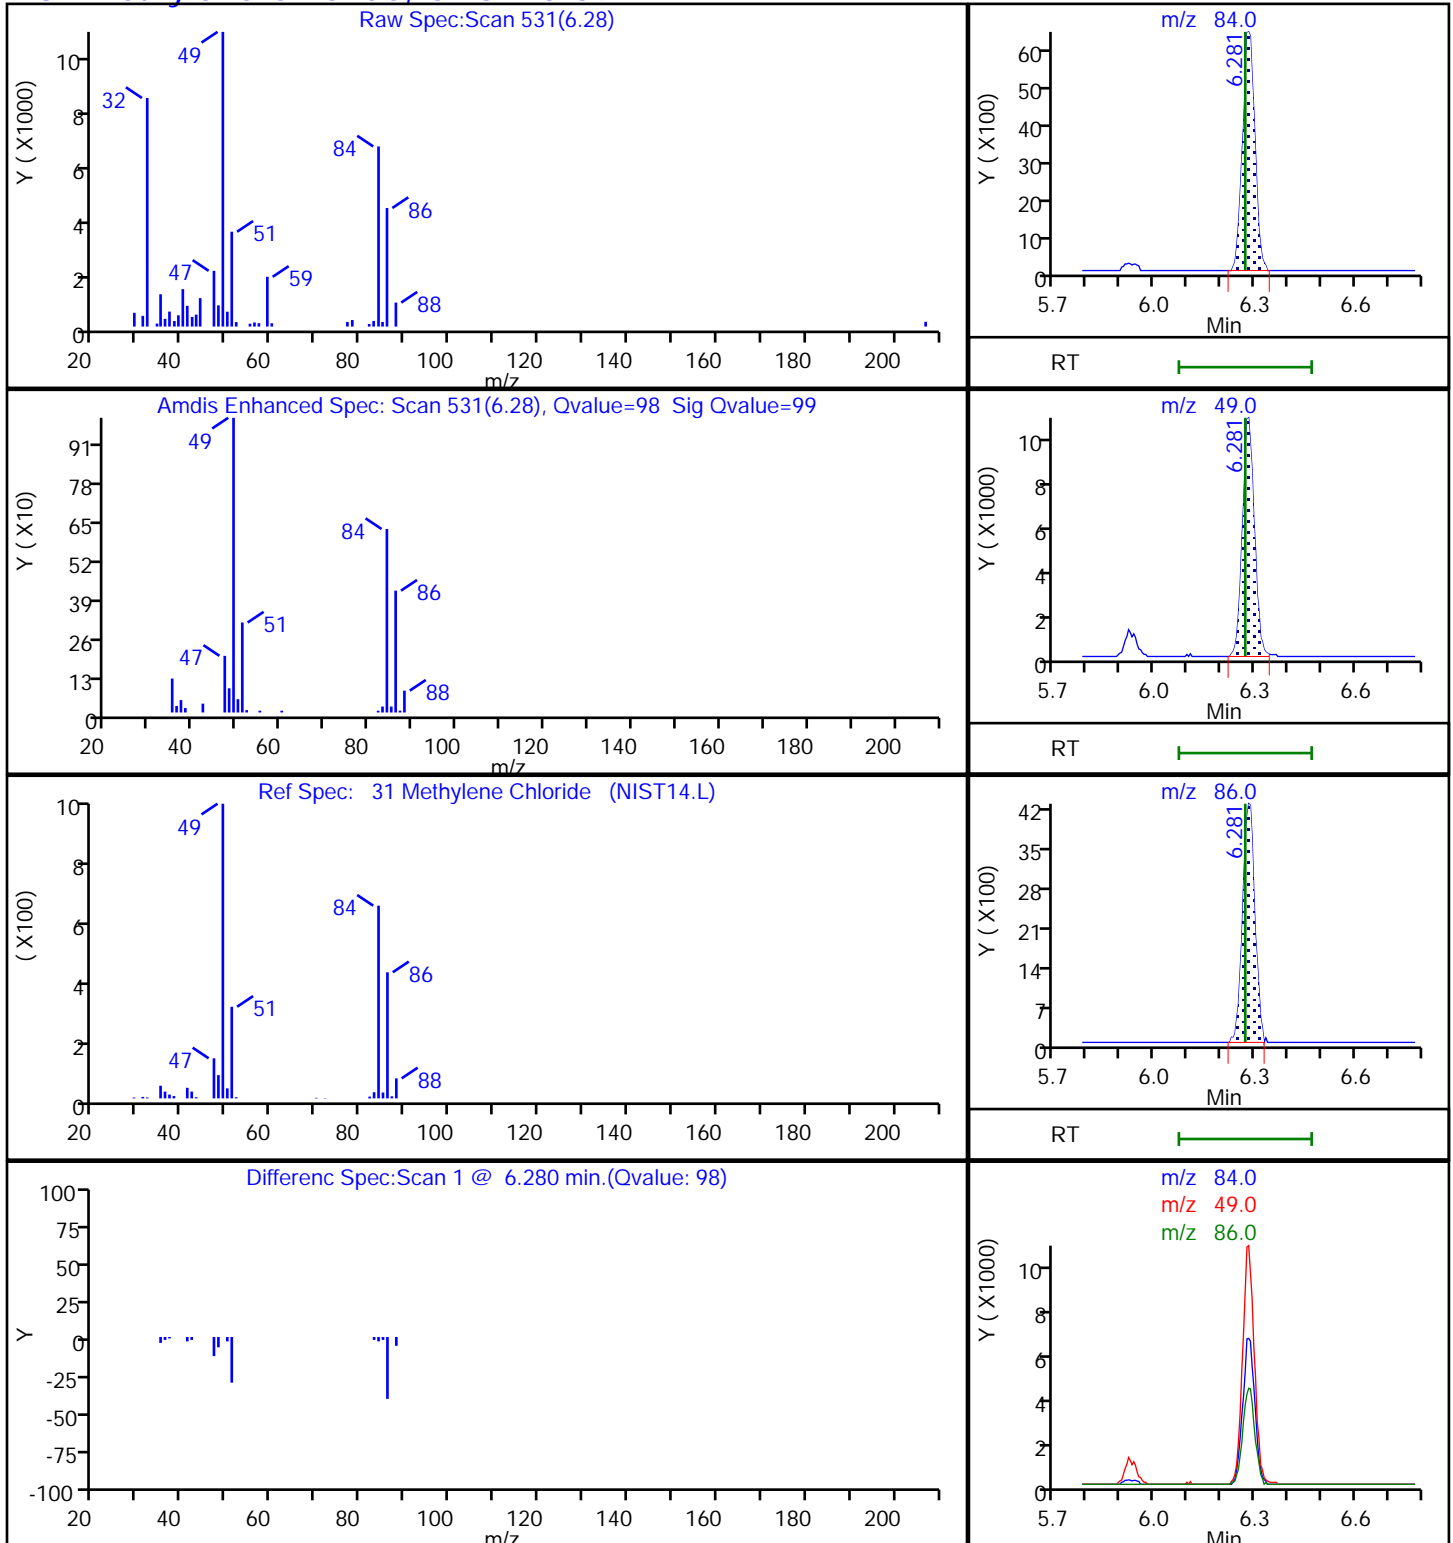 Raw Spec:Scan 531(6.28)
Y ( X1000)
10
8
6
4
2
0
49
32
84
86
51
47
59
88
20 40 60 80 100 120 140 160 180 200
m/z
m/z 84.0
Y ( X100)
60
50
40
30
20
10
0
6.281
5.7 6.0 6.3 6.6
Min
RT
Amdis Enhanced Spec: Scan 531(6.28), Qvalue=98 Sig Qvalue=99
Y ( X10)
91
78
65
52
39
26
13
0
49
84
86
51
47
88
20 40 60 80 100 120 140 160 180 200
m/z
m/z 49.0
Y ( X1000)
10
8
6
4
2
0
6.281
5.7 6.0 6.3 6.6
Min
RT
Ref Spec: 31 Methylene Chloride (NIST14.L)
( X100)
10
8
6
4
2
0
49
84
86
51
47
88
20 40 60 80 100 120 140 160 180 200
m/z 86.0
Y ( X100)
42
35
28
21
14
7
0
6.281
5.7 6.0 6.3 6.6
Min
RT
Differenc Spec:Scan 1 @ 6.280 min.(Qvalue: 98)
Y
100
75
50
25
0
-25
-50
-75
-100
20 40 60 80 100 120 140 160 180 200
m/z
m/z 84.0
m/z 49.0
m/z 86.0
Y ( X1000)
10
8
6
4
2
0
5.7 6.0 6.3 6.6
Min